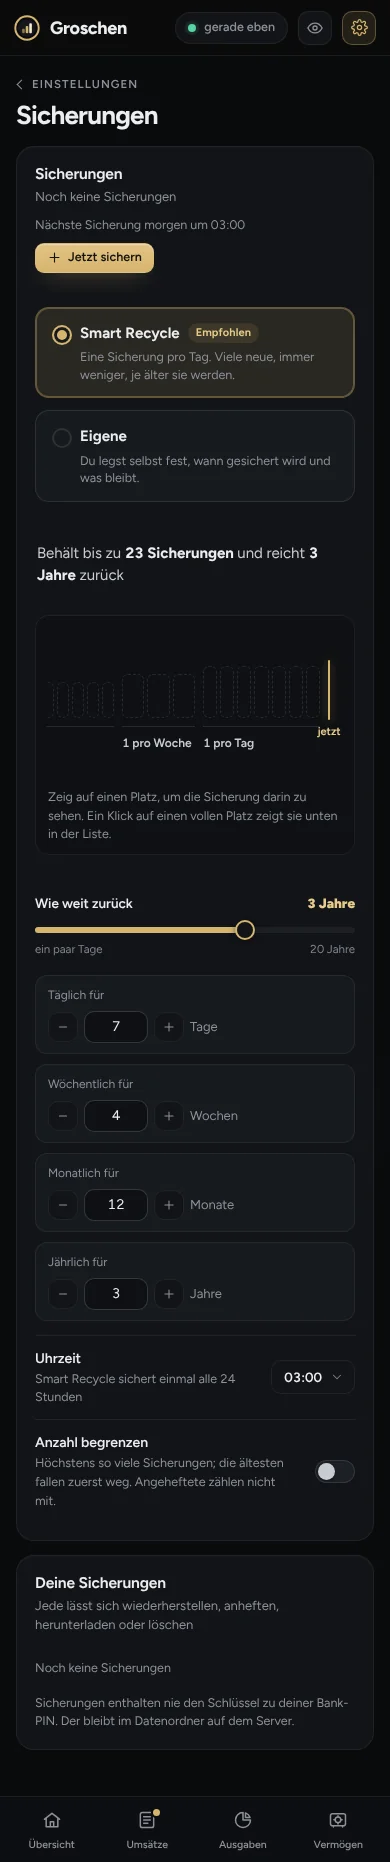 Groschen
gerade eben
EINSTELLUNGEN
Sicherungen
Sicherungen
Noch keine Sicherungen
Nächste Sicherung morgen um 03:00
+ Jetzt sichern
Smart Recycle Empfohlen
Eine Sicherung pro Tag. Viele neue, immer
weniger, je älter sie werden.
Eigene
Du legst selbst fest, wann gesichert wird und
was bleibt.
Behält bis zu 23 Sicherungen und reicht 3
Jahre zurück
jetzt
1 pro Woche 1 pro Tag
Zeig auf einen Platz, um die Sicherung darin zu
sehen. Ein Klick auf einen vollen Platz zeigt sie unten
in der Liste.
Wie weit zurück 3 Jahre
ein paar Tage 20 Jahre
Täglich für
− 7 + Tage
Wöchentlich für
− 4 + Wochen
Monatlich für
− 12 + Monate
Jährlich für
− 3 + Jahre
Uhrzeit
Smart Recycle sichert einmal alle 24
Stunden
03:00
Anzahl begrenzen
Höchstens so viele Sicherungen; die ältesten
fallen zuerst weg. Angeheftete zählen nicht
mit.
Deine Sicherungen
Jede lässt sich wiederherstellen, anheften,
herunterladen oder löschen
Noch keine Sicherungen
Sicherungen enthalten nie den Schlüssel zu deiner Bank-
PIN. Der bleibt im Datenordner auf dem Server.
Übersicht Umsätze Ausgaben Vermögen